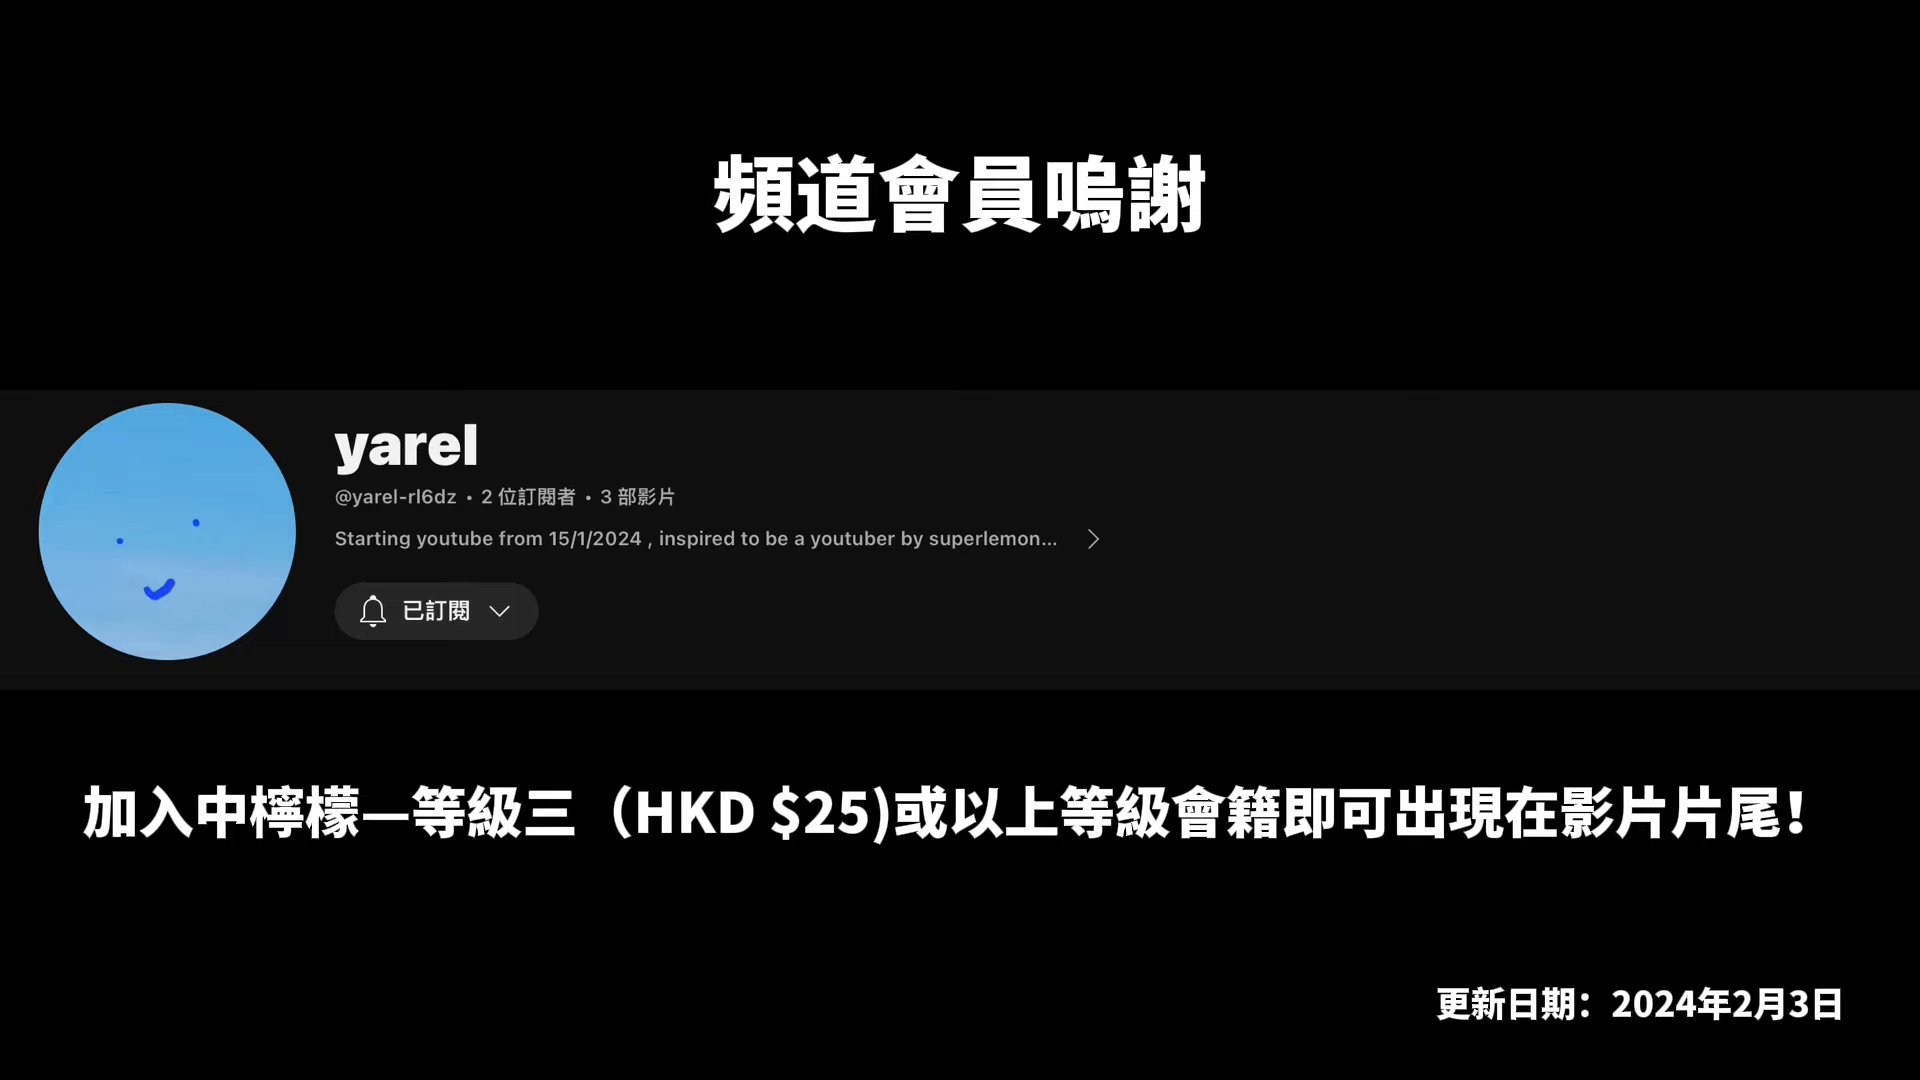 頻道會員嗚謝
yarel
@yarel-rl6dz • 2 位訂閱者 • 3 部影片
Starting youtube from 15/1/2024 , inspired to be a youtuber by superlemon...
已訂閱
加入中檸檬—等級三（HKD $25)或以上等級會籍即可出現在影片片尾！
更新日期：2024年2月3日